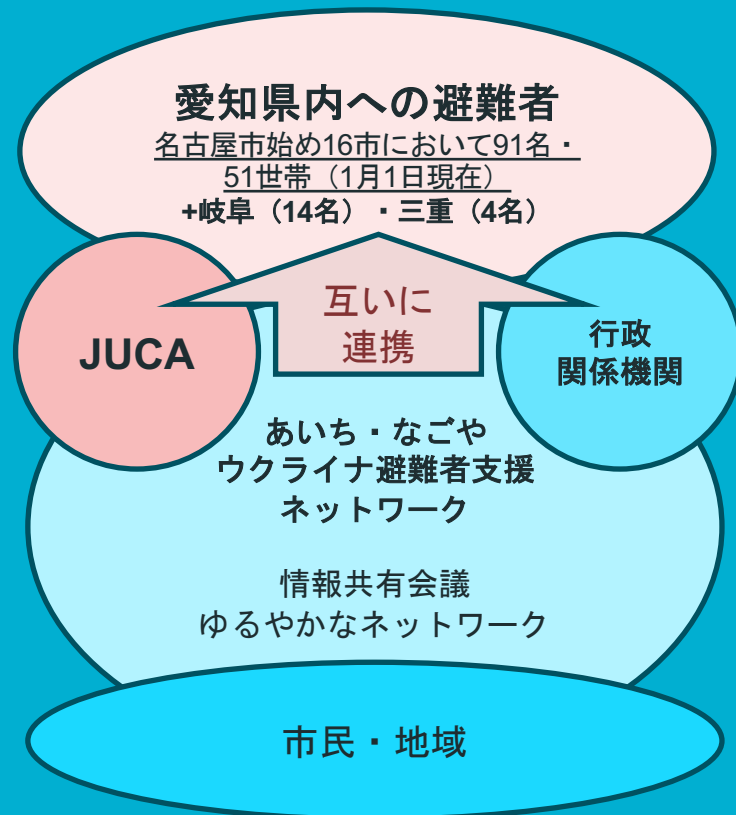 愛知県内への避難者
名古屋市始め16市において91名・
51世帯（1月1日現在）
+岐阜（14名）・三重（4名）
互いに
連携
JUCA
行政
関係機関
あいち・なごや
ウクライナ避難者支援
ネットワーク
情報共有会議
ゆるやかなネットワーク
市民・地域